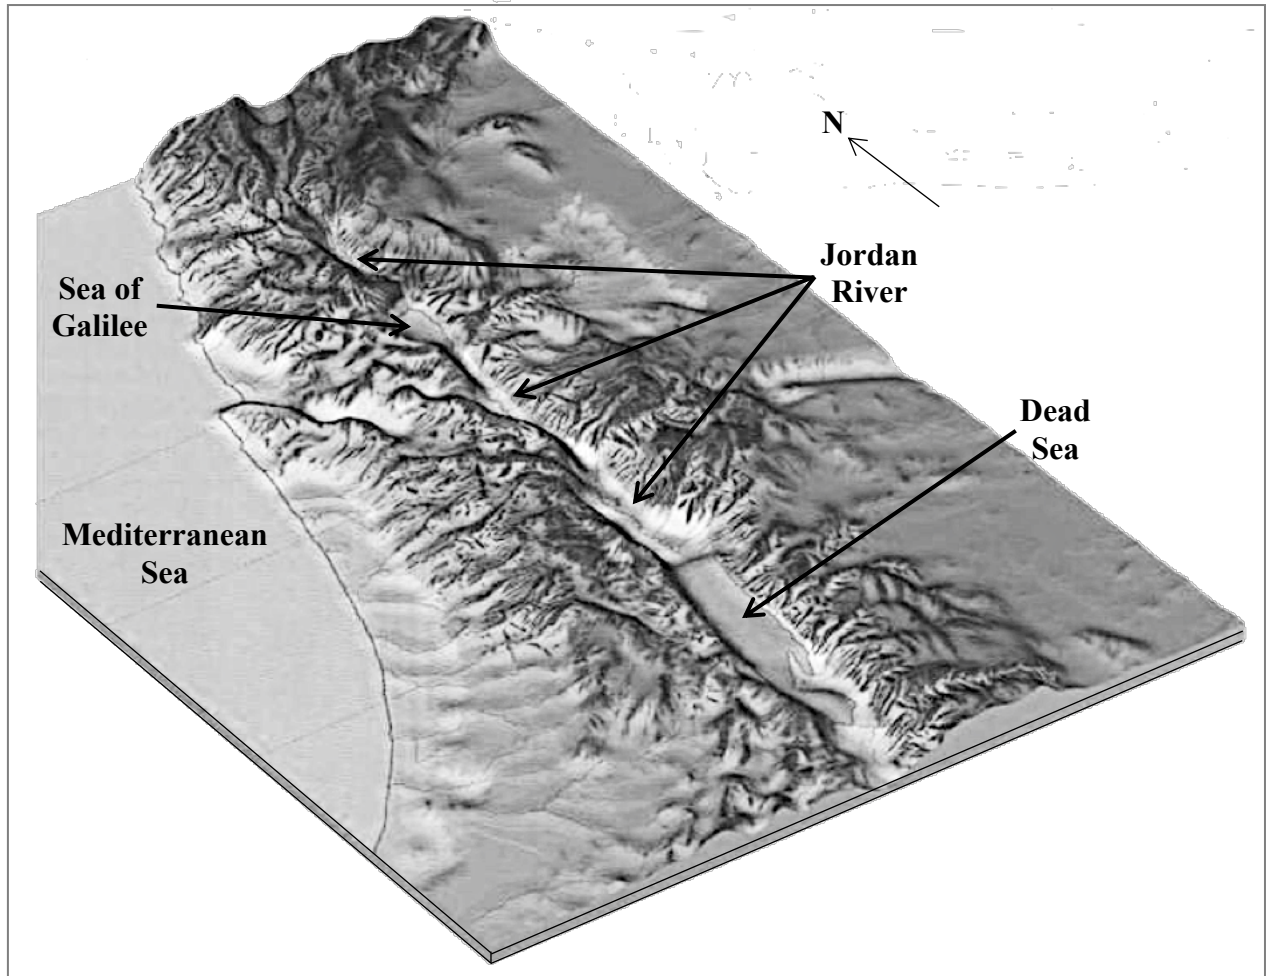 N
Jordan
River
Sea of
Galilee
Dead
Sea
Mediterranean
Sea